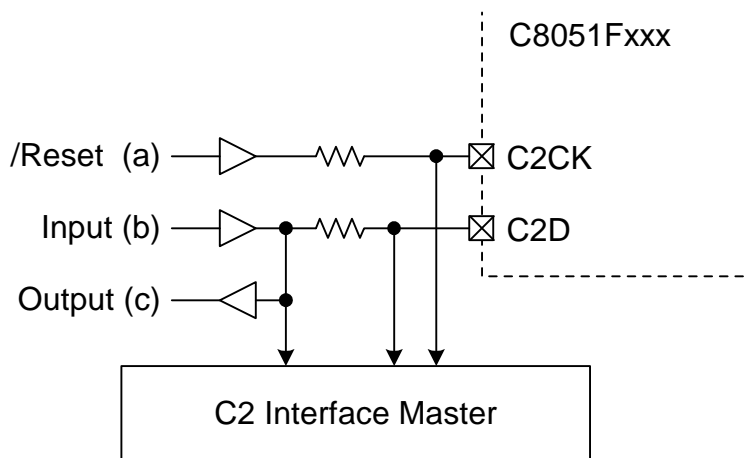 C8051Fxxx
/Reset (a)
C2CK
Input (b)
C2D
Output (c)
C2 Interface Master